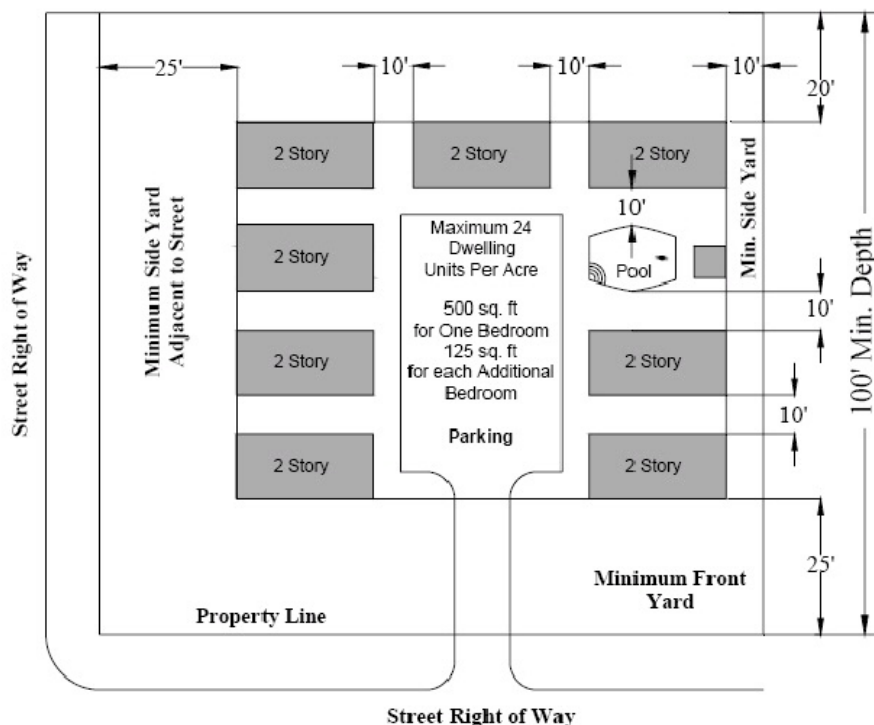 25'
10'
10'
10'
20'
2 Story
2 Story
2 Story
Street Right of Way
Minimum Side Yard
Adjacent to Street
Min. Side Yard
100' Min. Depth
Maximum 24
Dwelling
Units Per Acre
500 sq. ft
for One Bedroom
125 sq. ft
for each Additional
Bedroom
Parking
10'
Pool
2 Story
10'
2 Story
2 Story
10'
2 Story
2 Story
25'
Minimum Front
Yard
Property Line
Street Right of Way